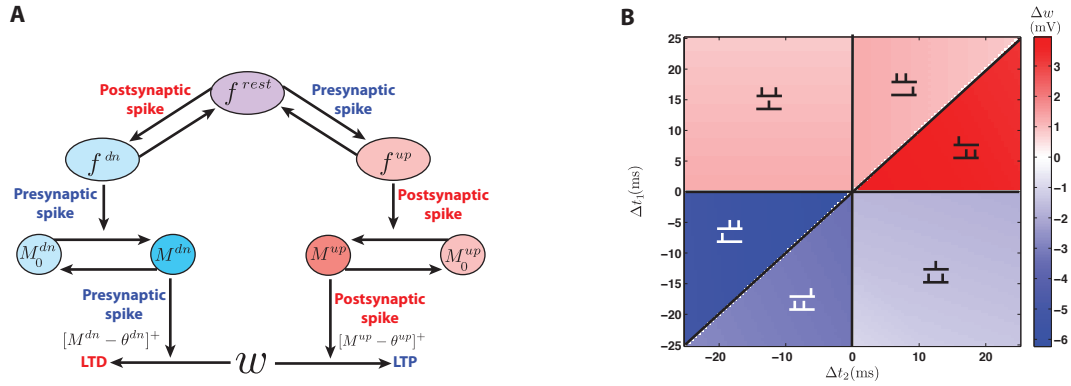 A
f^{rest}
Postsynaptic
spike
Presynaptic
spike
f^{dn}
f^{up}
Presynaptic
spike
Postsynaptic
spike
M_0^{dn}
M^{dn}
M^{up}
M_0^{up}
Presynaptic
spike
Postsynaptic
spike
[M^{dn} − θ^{dn}]^+
[M^{up} − θ^{up}]^+
LTD
w
LTP
B
Δw
(mV)
25
20
15
10
5
0
−5
−10
−15
−20
−25
Δt_1(ms)
−20
−10
0
10
20
Δt_2(ms)
3
2
1
0
−1
−2
−3
−4
−5
−6